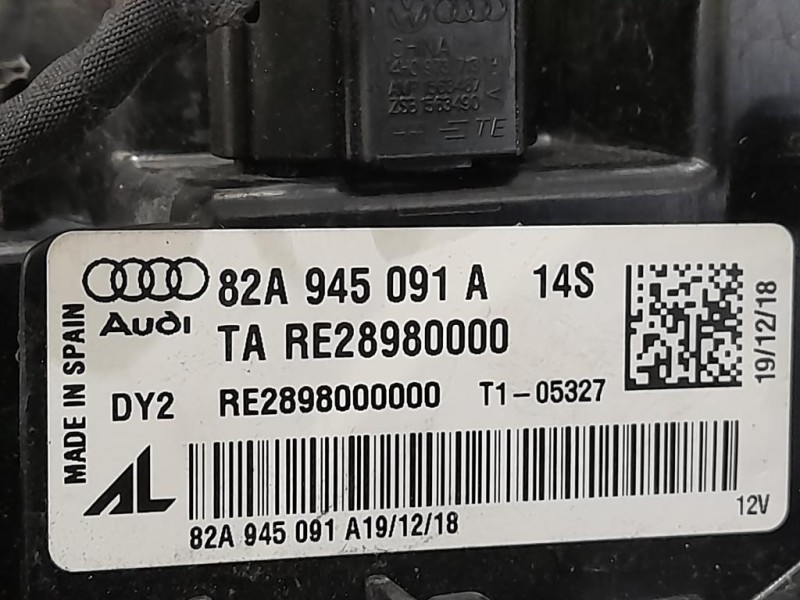 CHINA
TE
82A 945 091 A 14S
Audi
TA RE28980000
DY2 RE2898000000 T1-05327
MADE IN SPAIN
19/12/18
AL
82A 945 091 A19/12/18
12V